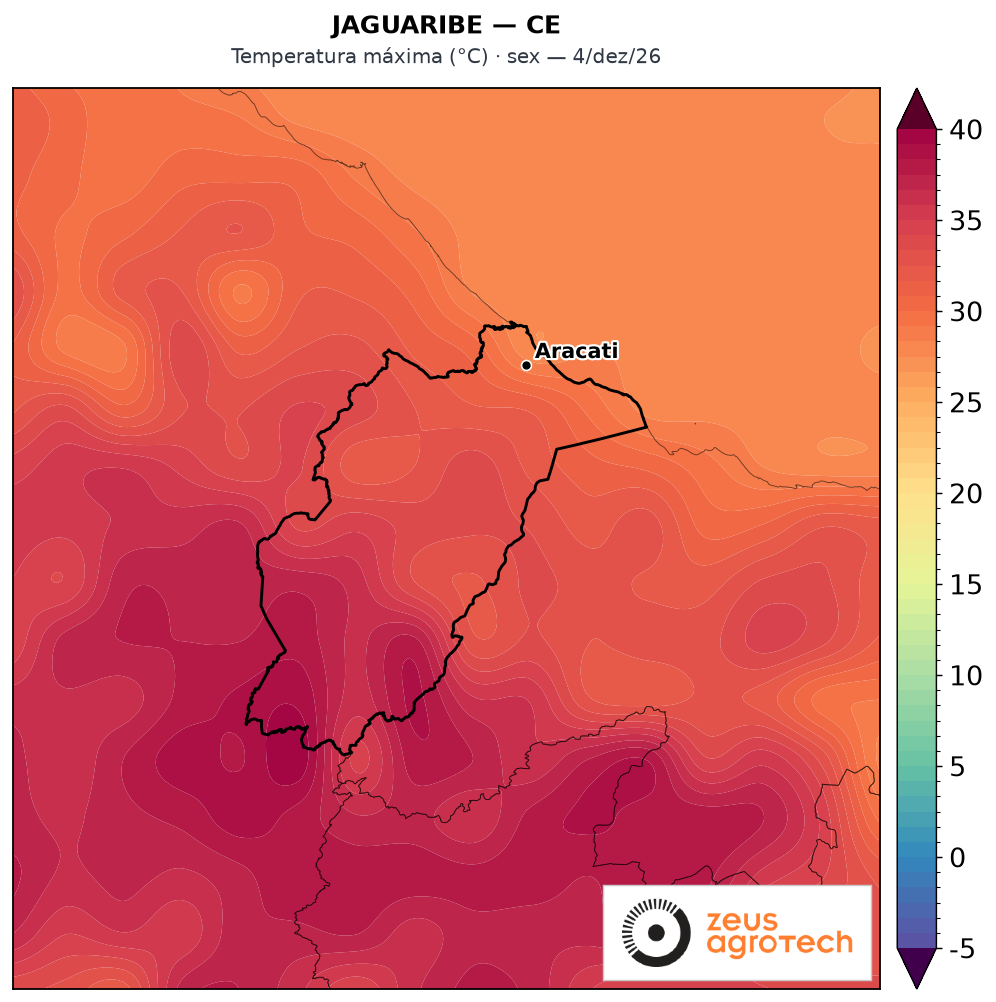 JAGUARIBE — CE
Temperatura máxima (°C) · sex — 4/dez/26
Aracati
40
35
30
25
20
15
10
5
0
-5
zeus
agrotech